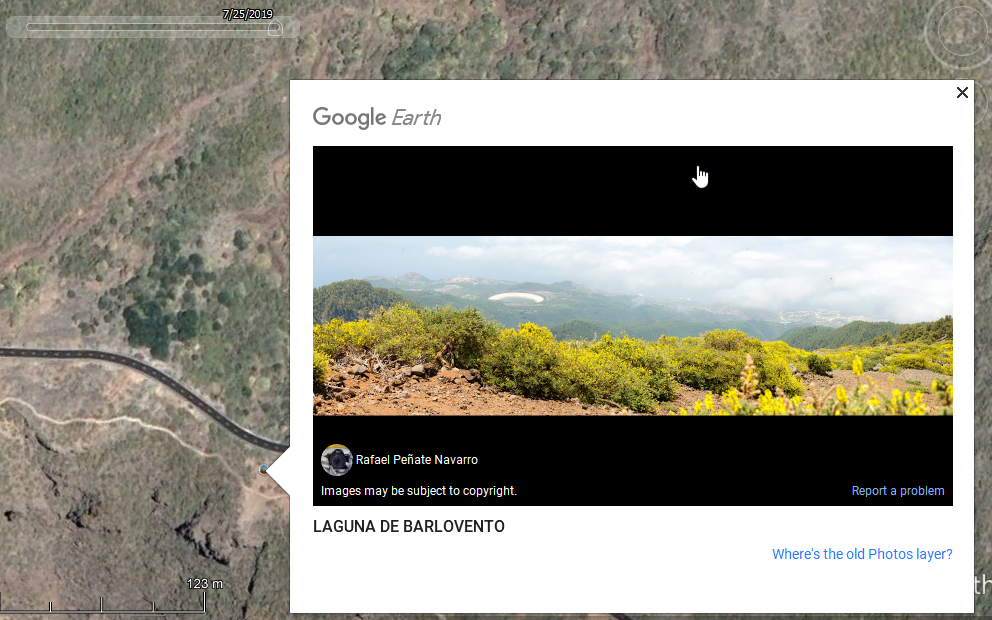 7/25/2019
Google Earth
Rafael Peñate Navarro
Images may be subject to copyright.
Report a problem
LAGUNA DE BARLOVENTO
Where's the old Photos layer?
123 m
th